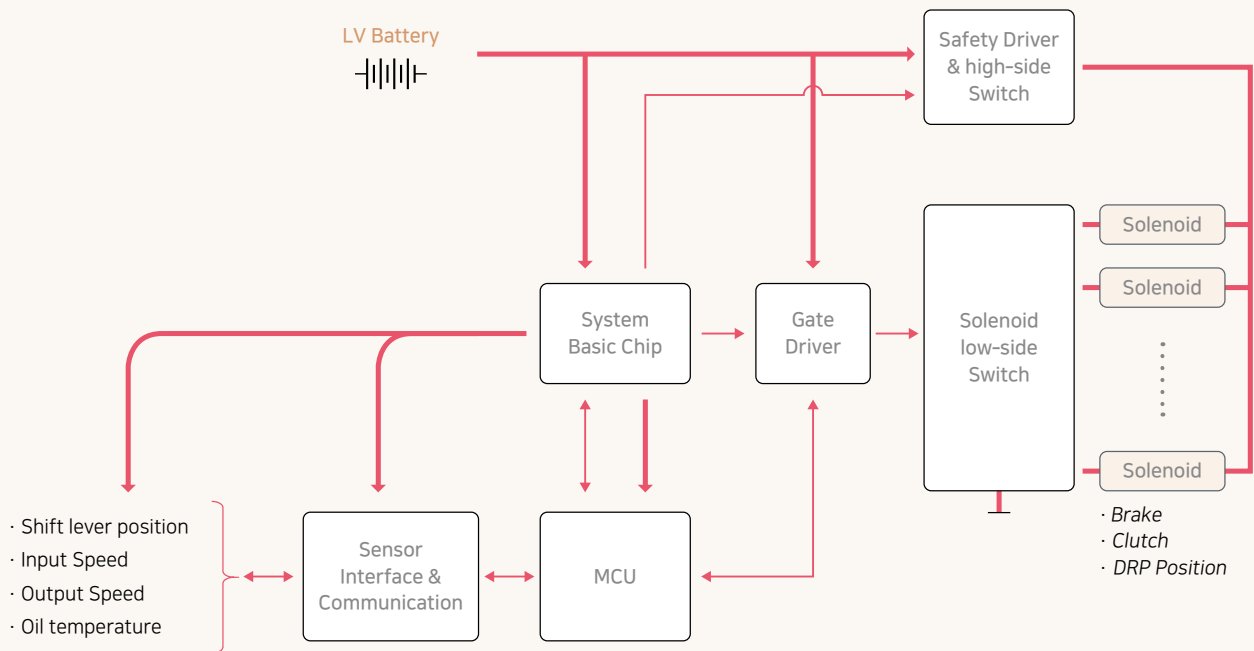 LV Battery
Safety Driver
& high-side
Switch
System
Basic Chip
Gate
Driver
Solenoid
low-side
Switch
Solenoid
Solenoid
Solenoid
· Brake
· Clutch
· DRP Position
· Shift lever position
· Input Speed
· Output Speed
· Oil temperature
Sensor
Interface &
Communication
MCU